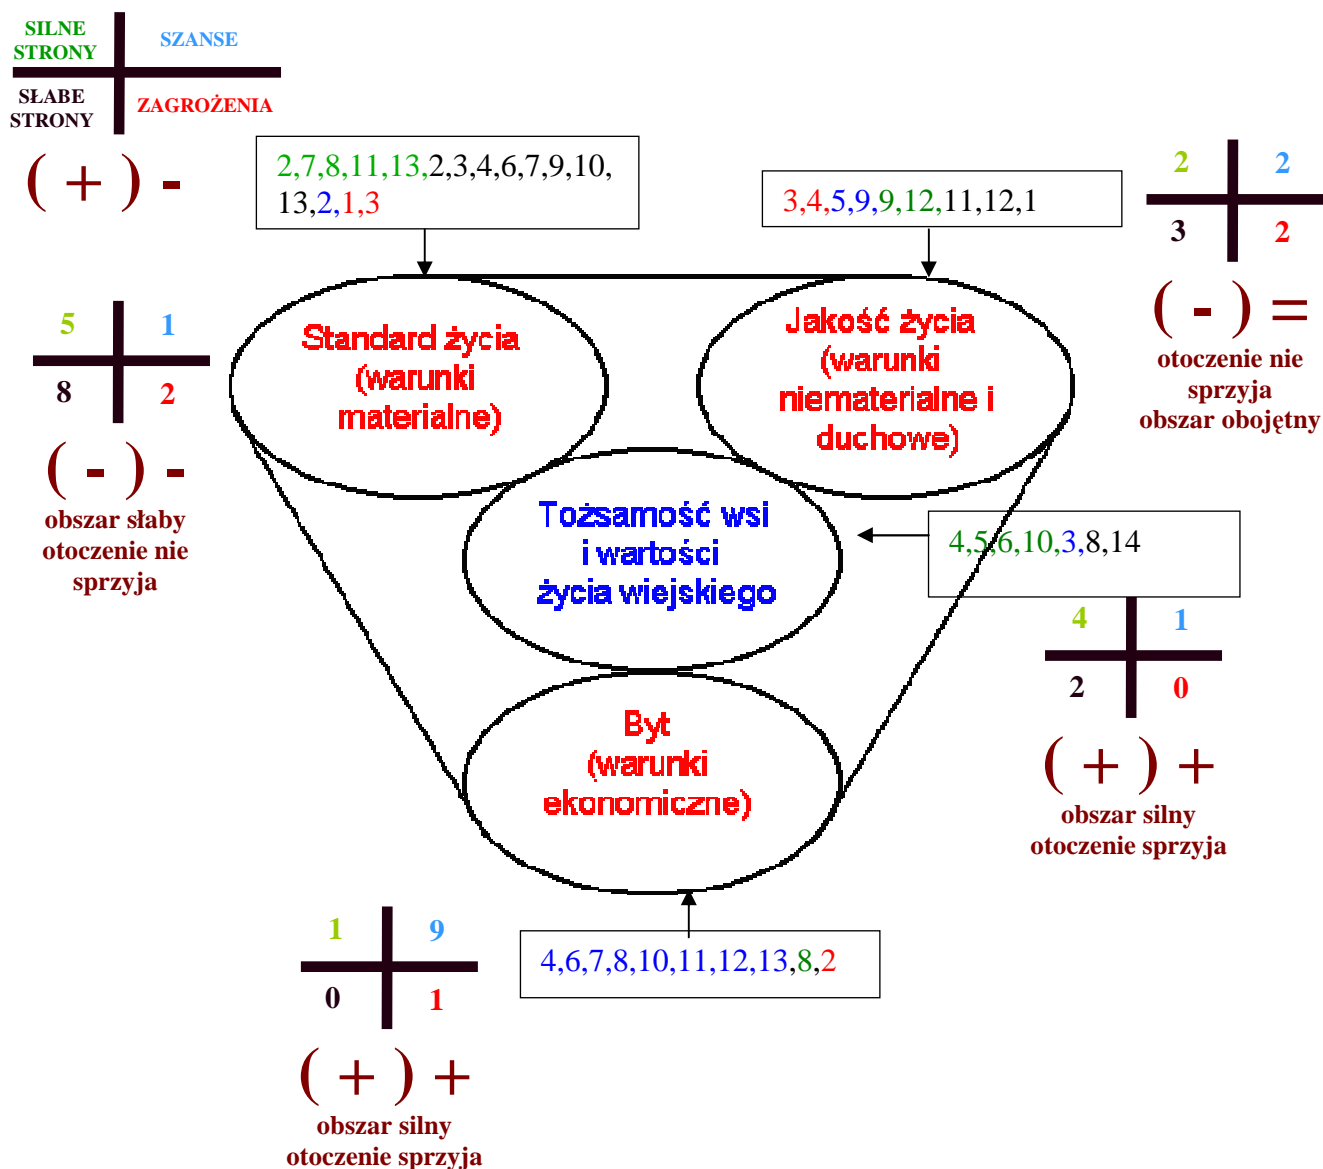 SILNE
STRONY
SZANSE
SŁABE
STRONY
ZAGROŻENIA
( + ) -
2,7,8,11,13,2,3,4,6,7,9,10,
13,2,1,3
3,4,5,9,9,12,11,12,1
2 2
3 2
( - ) =
otoczenie nie
sprzyja
obszar obojętny
5 1
8 2
( - ) -
obszar słaby
otoczenie nie
sprzyja
Standard życia
(warunki
materialne)
Jakość życia
(warunki
niematerialne i
duchowe)
Tożsamość wsi
i wartości
życia wiejskiego
4,5,6,10,3,8,14
4 1
2 0
( + ) +
obszar silny
otoczenie sprzyja
Byt
(warunki
ekonomiczne)
4,6,7,8,10,11,12,13,8,2
1 9
0 1
( + ) +
obszar silny
otoczenie sprzyja